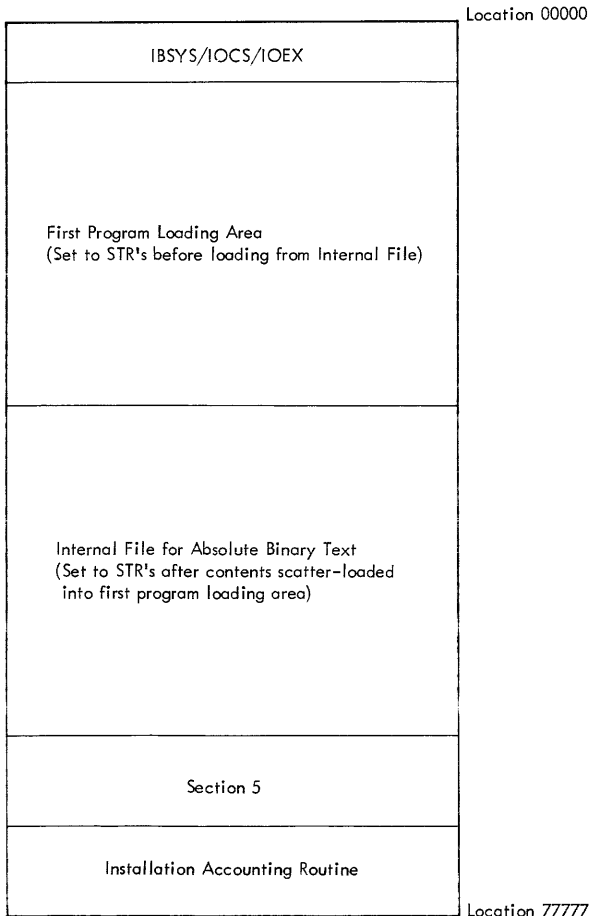 Location 00000
IBSYS/IOCS/IOEX
First Program Loading Area
(Set to STR's before loading from Internal File)
Internal File for Absolute Binary Text
(Set to STR's after contents scatter-loaded
into first program loading area)
Section 5
Installation Accounting Routine
Location 77777